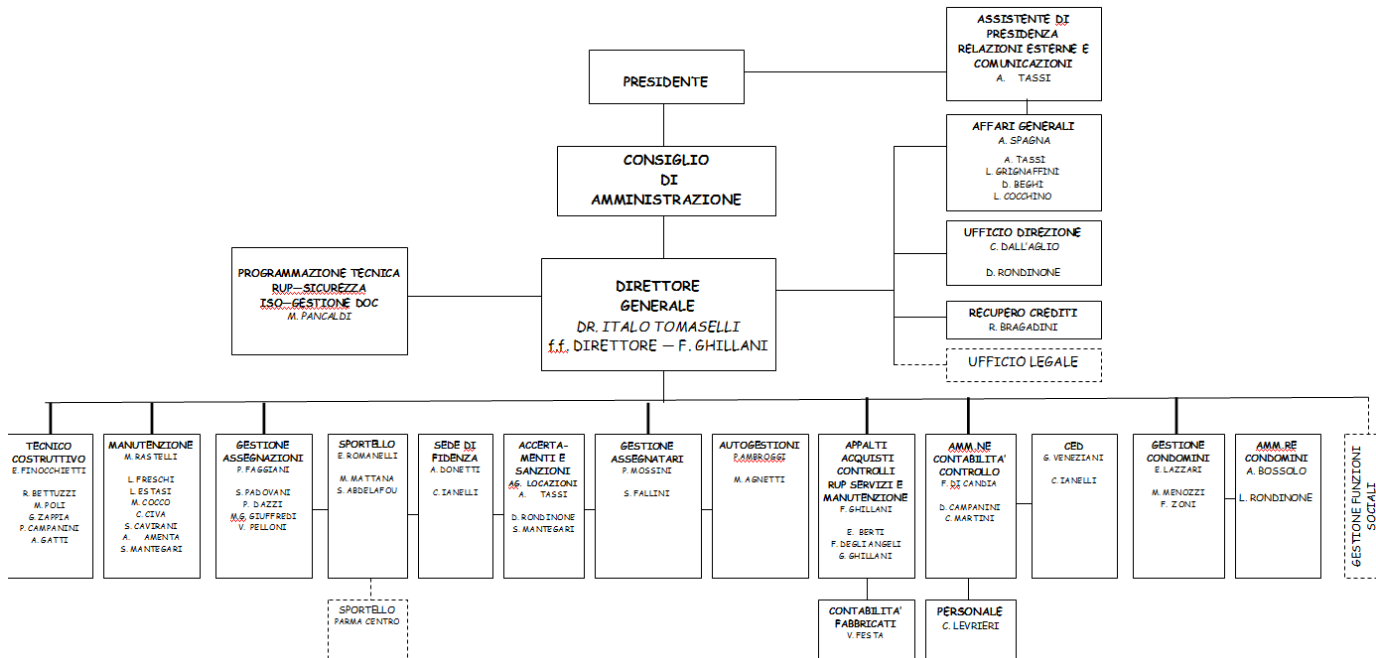 ASSISTENTE DI
PRESIDENZA
RELAZIONI ESTERNE E
COMUNICAZIONI
A. TASSI
PRESIDENTE
AFFARI GENERALI
A. SPAGNA
A. TASSI
L. GRIGNAFFINI
D. BEGHI
L. COCCHINO
CONSIGLIO
DI
AMMINISTRAZIONE
UFFICIO DIREZIONE
C. DALL'AGLIO
D. RONDINONE
PROGRAMMAZIONE TECNICA
RUP—SICUREZZA
ISO—GESTIONE DOC
M. PANCALDI
DIRETTORE
GENERALE
DR. ITALO TOMASELLI
f.f. DIRETTORE — F. GHILLANI
RECUPERO CREDITI
R. BRAGADINI
UFFICIO LEGALE
TECNICO
COSTRUTTIVO
E. FINOCCHIETTI
R. BETTUZZI
M. POLI
G. ZAPPIA
P. CAMPANINI
A. GATTI
MANUTENZIONE
M. RASTELLI
L. FRESCHI
L. ESTASI
M. COCCO
C. CIVA
S. CAVIRANI
A. AMENTA
S. MANTEGARI
GESTIONE
ASSEGNAZIONI
P. FAGGIANI
S. PADOVANI
P. DAZZI
M.G. GIUFFREDI
V. PELLONI
SPORTELLO
E. ROMANELLI
M. MATTANA
S. ABDELAFOU
SPORTELLO
PARMA CENTRO
SEDE DI
FIDENZA
A. DONETTI
C. IANELLI
ACCERTA-
MENTI E
SANZIONI
AG. LOCAZIONI
A. TASSI
D. RONDINONE
S. MANTEGARI
GESTIONE
ASSEGNATARI
P. MOSSINI
S. FALLINI
AUTOGESTIONI
P.AMBROGGI
M. AGNETTI
APPALTI
ACQUISTI
CONTROLLI
RUP SERVIZI E
MANUTENZIONE
F. GHILLANI
E. BERTI
F. DEGLI ANGELI
G. GHILLANI
CONTABILITA'
FABBRICATI
V. FESTA
AMM.NE
CONTABILITA'
CONTROLLO
F. DI CANDIA
D. CAMPANINI
C. MARTINI
PERSONALE
C. LEVRIERI
CED
G. VENEZIANI
C. IANELLI
GESTIONE
CONDOMINI
E. LAZZARI
M. MENOZZI
F. ZONI
AMM.RE
CONDOMINI
A. BOSSOLO
L. RONDINONE
GESTIONE FUNZIONI
SOCIALI